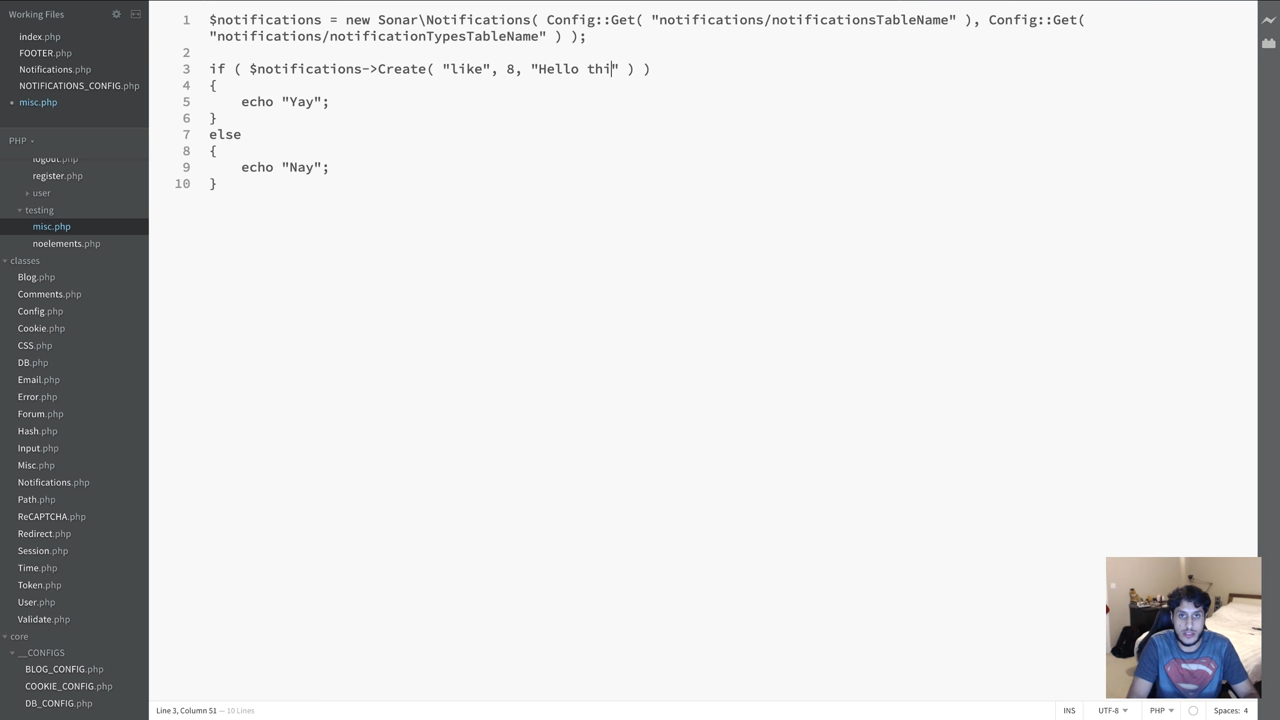 Working Files
index.php
FOOTER.php
Notifications.php
NOTIFICATIONS_CONFIG.php
misc.php
PHP
logout.php
register.php
user
testing
misc.php
noelements.php
classes
Blog.php
Comments.php
Config.php
Cookie.php
CSS.php
DB.php
Email.php
Error.php
Forum.php
Hash.php
Input.php
Misc.php
Notifications.php
Path.php
ReCAPTCHA.php
Redirect.php
Session.php
Time.php
Token.php
User.php
Validate.php
core
__CONFIGS
BLOG_CONFIG.php
COOKIE_CONFIG.php
DB_CONFIG.php
1 $notifications = new Sonar\Notifications( Config::Get( "notifications/notificationsTableName" ), Config::Get(
"notifications/notificationTypesTableName" ) );
2
3 if ( $notifications->Create( "like", 8, "Hello thi" ) )
4 {
5 echo "Yay";
6 }
7 else
8 {
9 echo "Nay";
10 }
Line 3, Column 51 — 10 Lines
INS UTF-8 PHP Spaces: 4